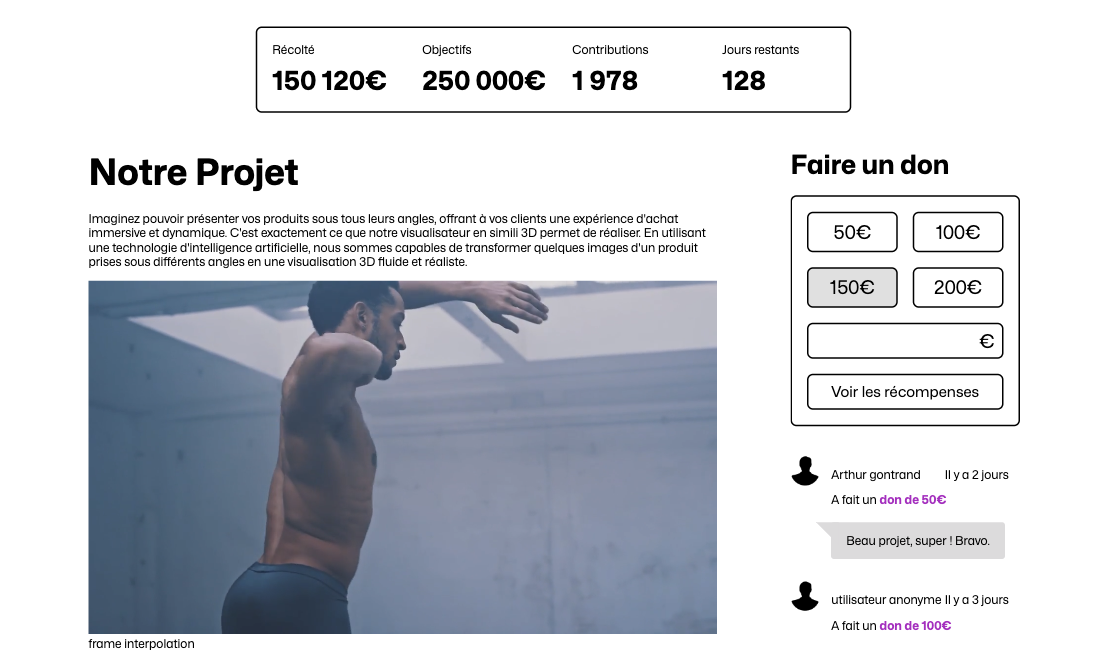 Récolté
150 120€
Objectifs
250 000€
Contributions
1 978
Jours restants
128
Notre Projet
Imaginez pouvoir présenter vos produits sous tous leurs angles, offrant à vos clients une expérience d'achat
immersive et dynamique. C'est exactement ce que notre visualisateur en simili 3D permet de réaliser. En utilisant
une technologie d'intelligence artificielle, nous sommes capables de transformer quelques images d'un produit
prises sous différents angles en une visualisation 3D fluide et réaliste.
frame interpolation
Faire un don
50€
100€
150€
200€
€
Voir les récompenses
Arthur gontrand Il y a 2 jours
A fait un don de 50€
Beau projet, super ! Bravo.
utilisateur anonyme Il y a 3 jours
A fait un don de 100€